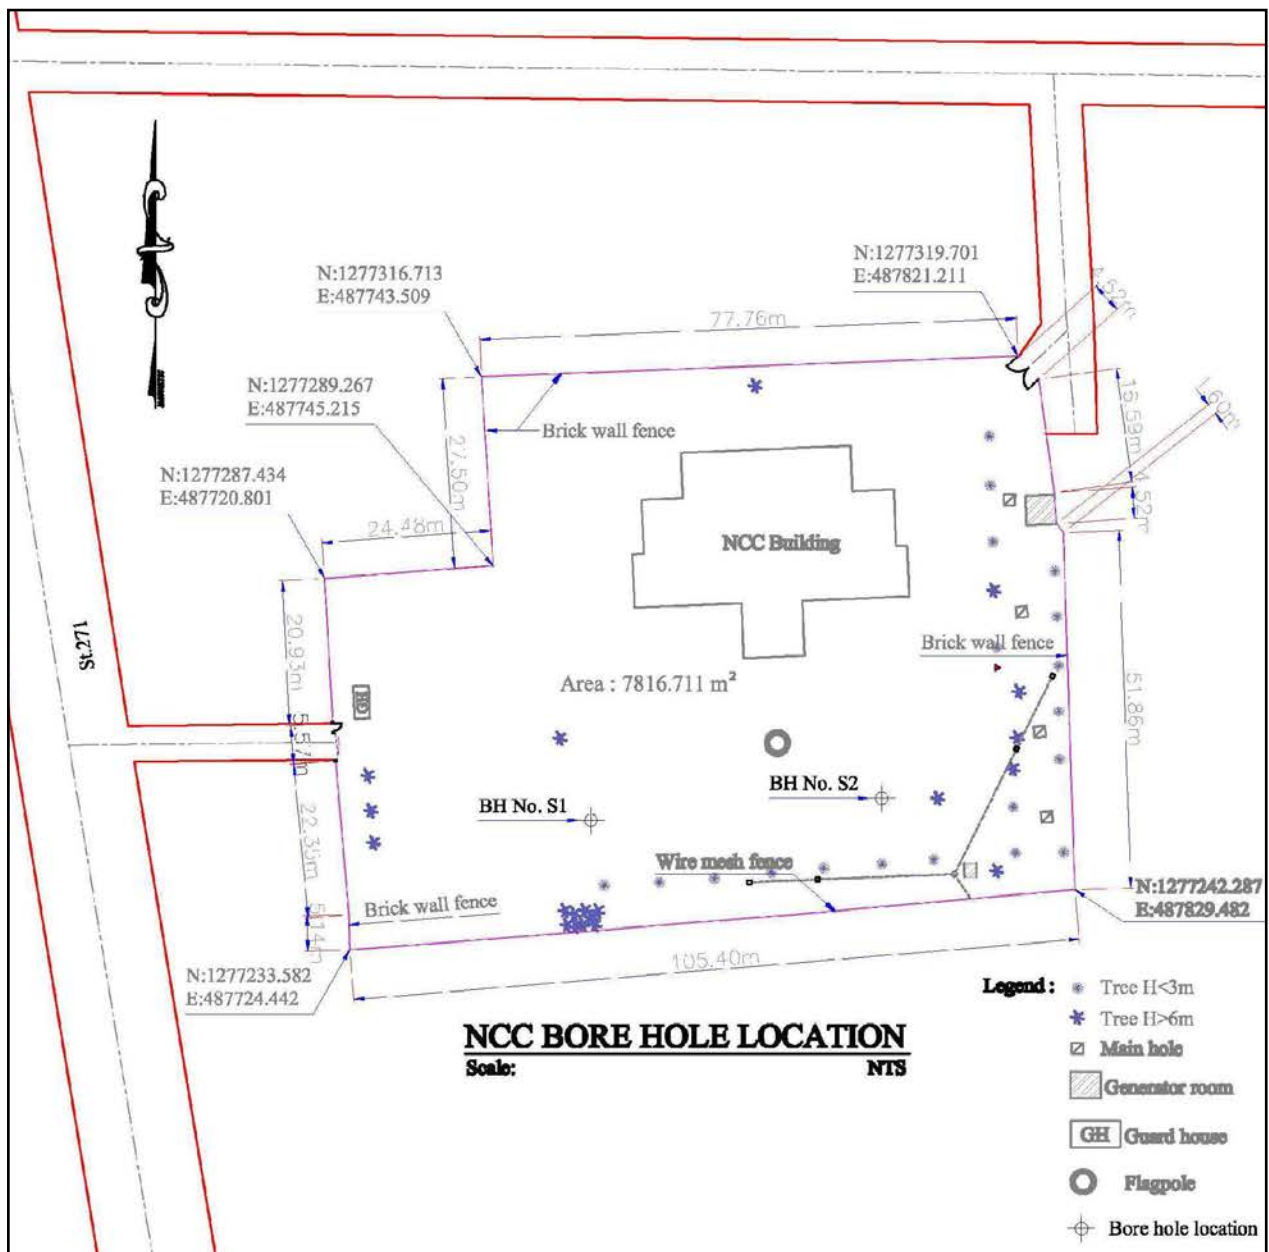 N:1277319.701
E:487821.211
N:1277316.713
E:487743.509
4.52m
77.76m
N:1277289.267
E:487745.215
15.59m
1.60m
Brick wall fence
27.50m
N:1277287.434
E:487720.801
24.48m
4.52m
NCC Building
20.93m
St.271
Brick wall fence
Area : 7816.711 m²
GH
51.86m
5.57m
BH No. S2
BH No. S1
22.35m
Wire mesh fence
N:1277242.287
E:487829.482
Brick wall fence
5.14m
105.40m
N:1277233.582
E:487724.442
Legend :
Tree H<3m
Tree H>6m
Main hole
Generator room
GH Guard house
Flagpole
Bore hole location
NCC BORE HOLE LOCATION
Scale: NTS